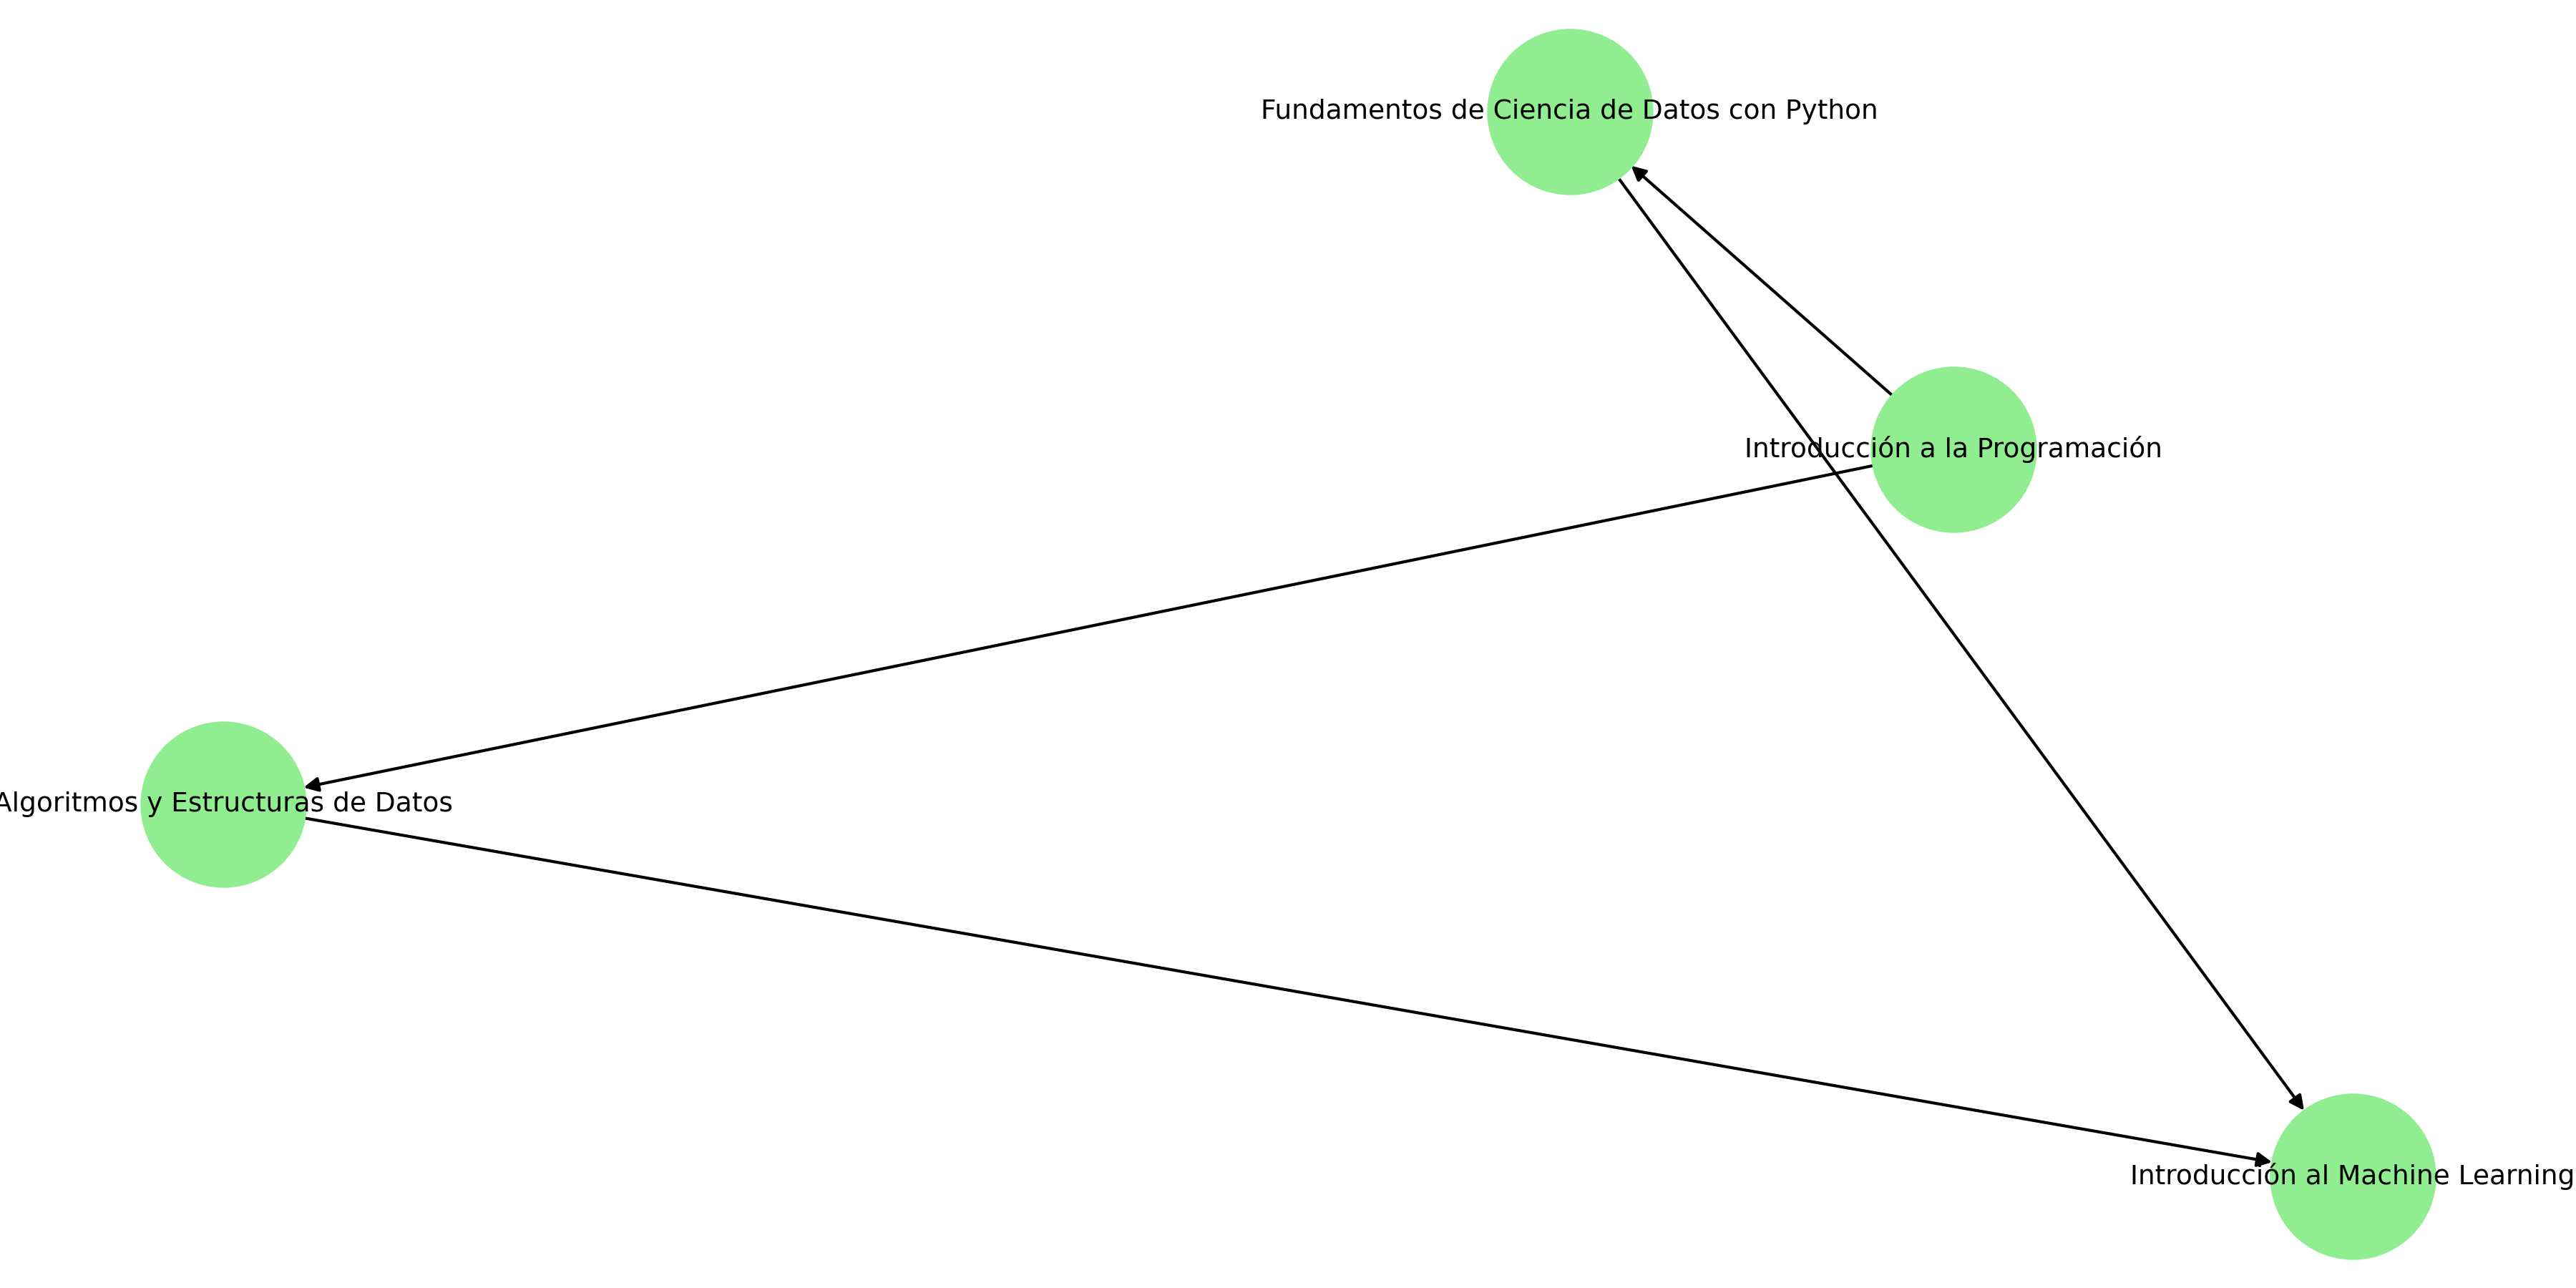 Fundamentos de Ciencia de Datos con Python
Introducción a la Programación
Algoritmos y Estructuras de Datos
Introducción al Machine Learning